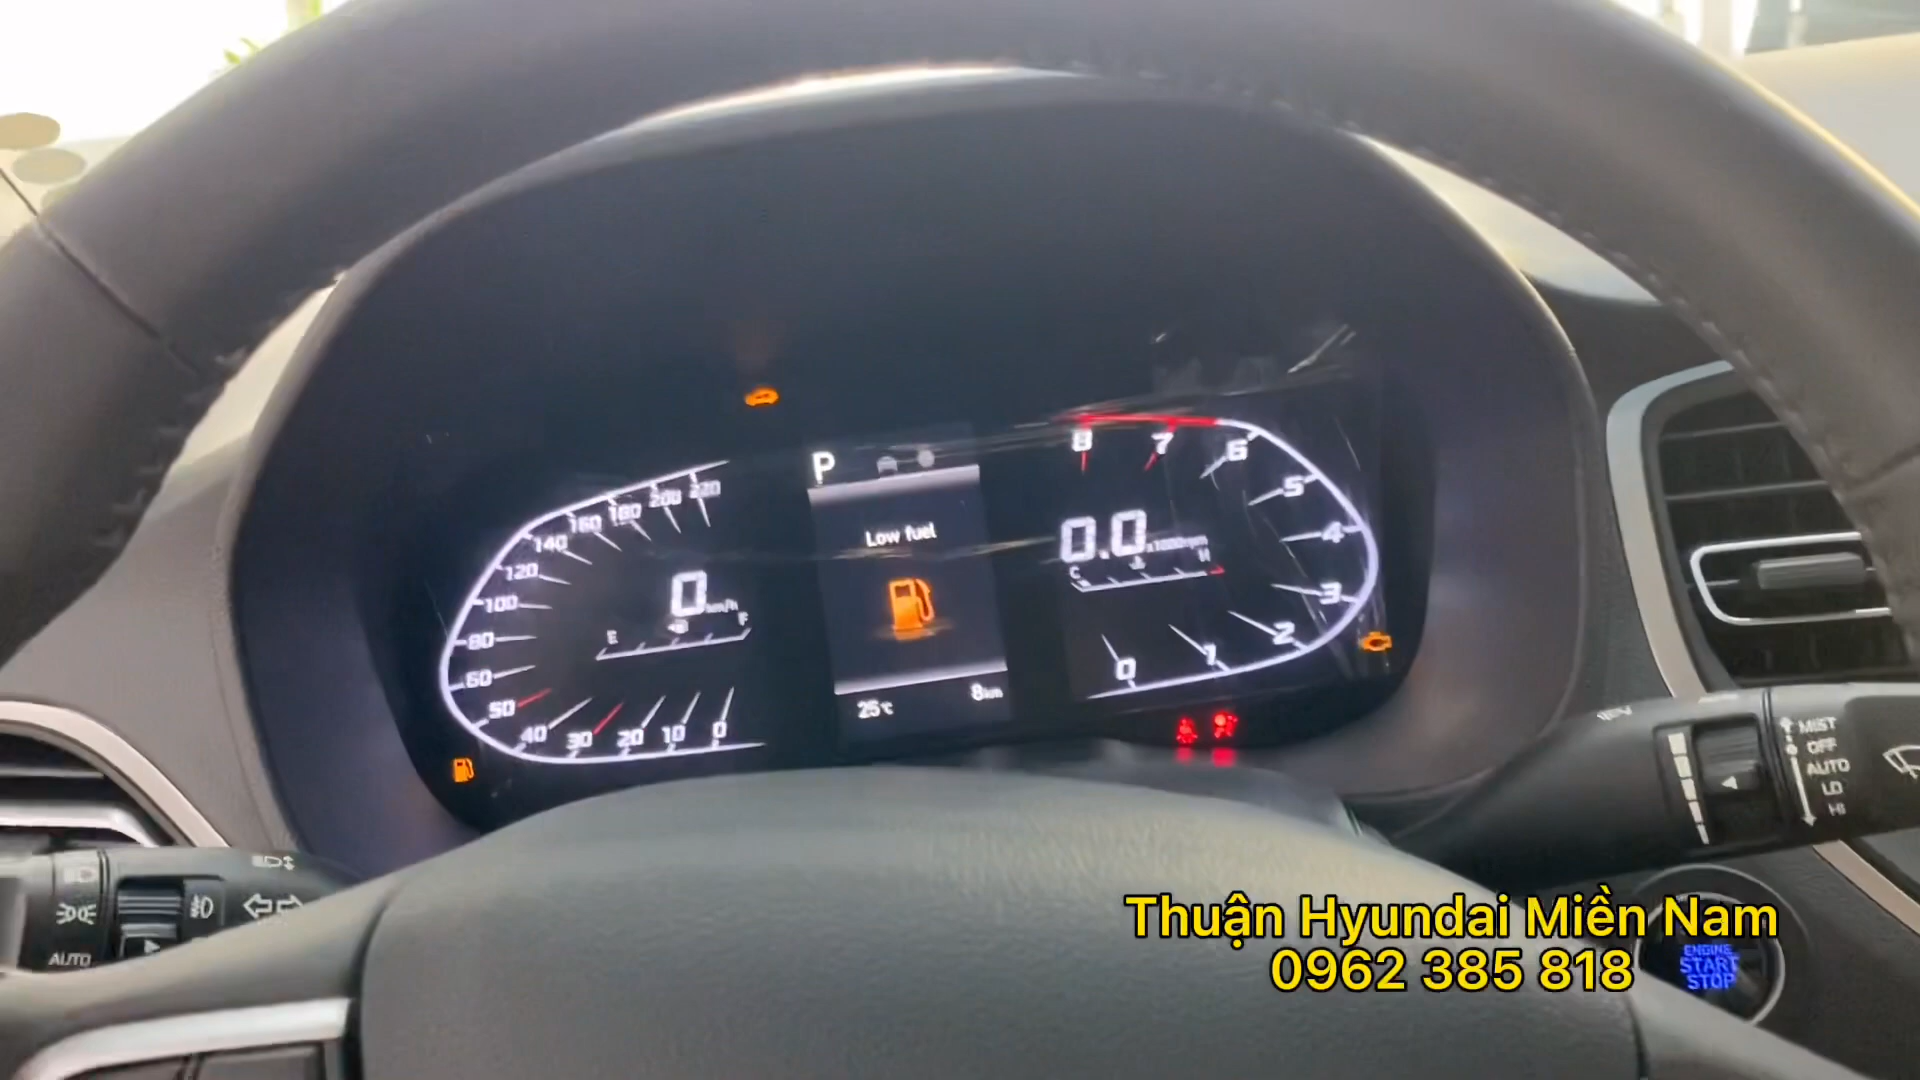 P
Low fuel
25℃
8km
220
200
180
160
140
120
100
80
60
50
40
30
20
10
0
0 km/h
E
F
8
7
6
5
4
3
2
1
0
0.0 x1000rpm
C
H
MIST
OFF
AUTO
LO
HI
AUTO
Thuận Hyundai Miền Nam
0962 385 818
ENGINE
START
STOP